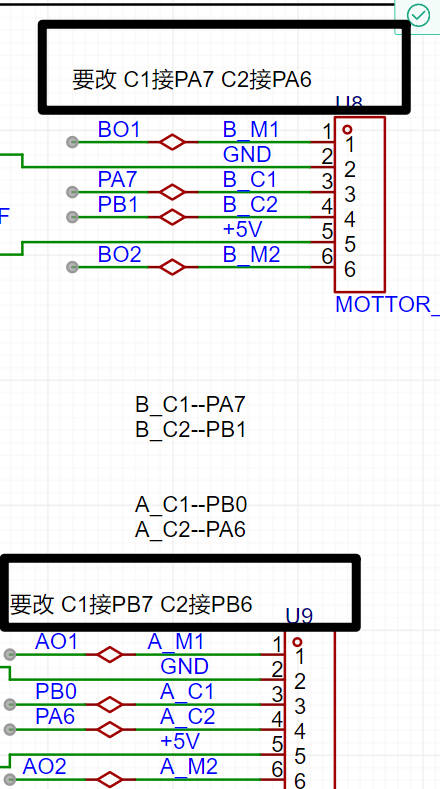 要改 C1接PA7 C2接PA6
U8
BO1 B_M1 1 1
GND 2 2
PA7 B_C1 3 3
PB1 B_C2 4 4
F
+5V 5 5
BO2 B_M2 6 6
MOTTOR_
B_C1--PA7
B_C2--PB1
A_C1--PB0
A_C2--PA6
要改 C1接PB7 C2接PB6
U9
AO1 A_M1 1 1
GND 2 2
PB0 A_C1 3 3
PA6 A_C2 4 4
+5V 5 5
AO2 A_M2 6 6